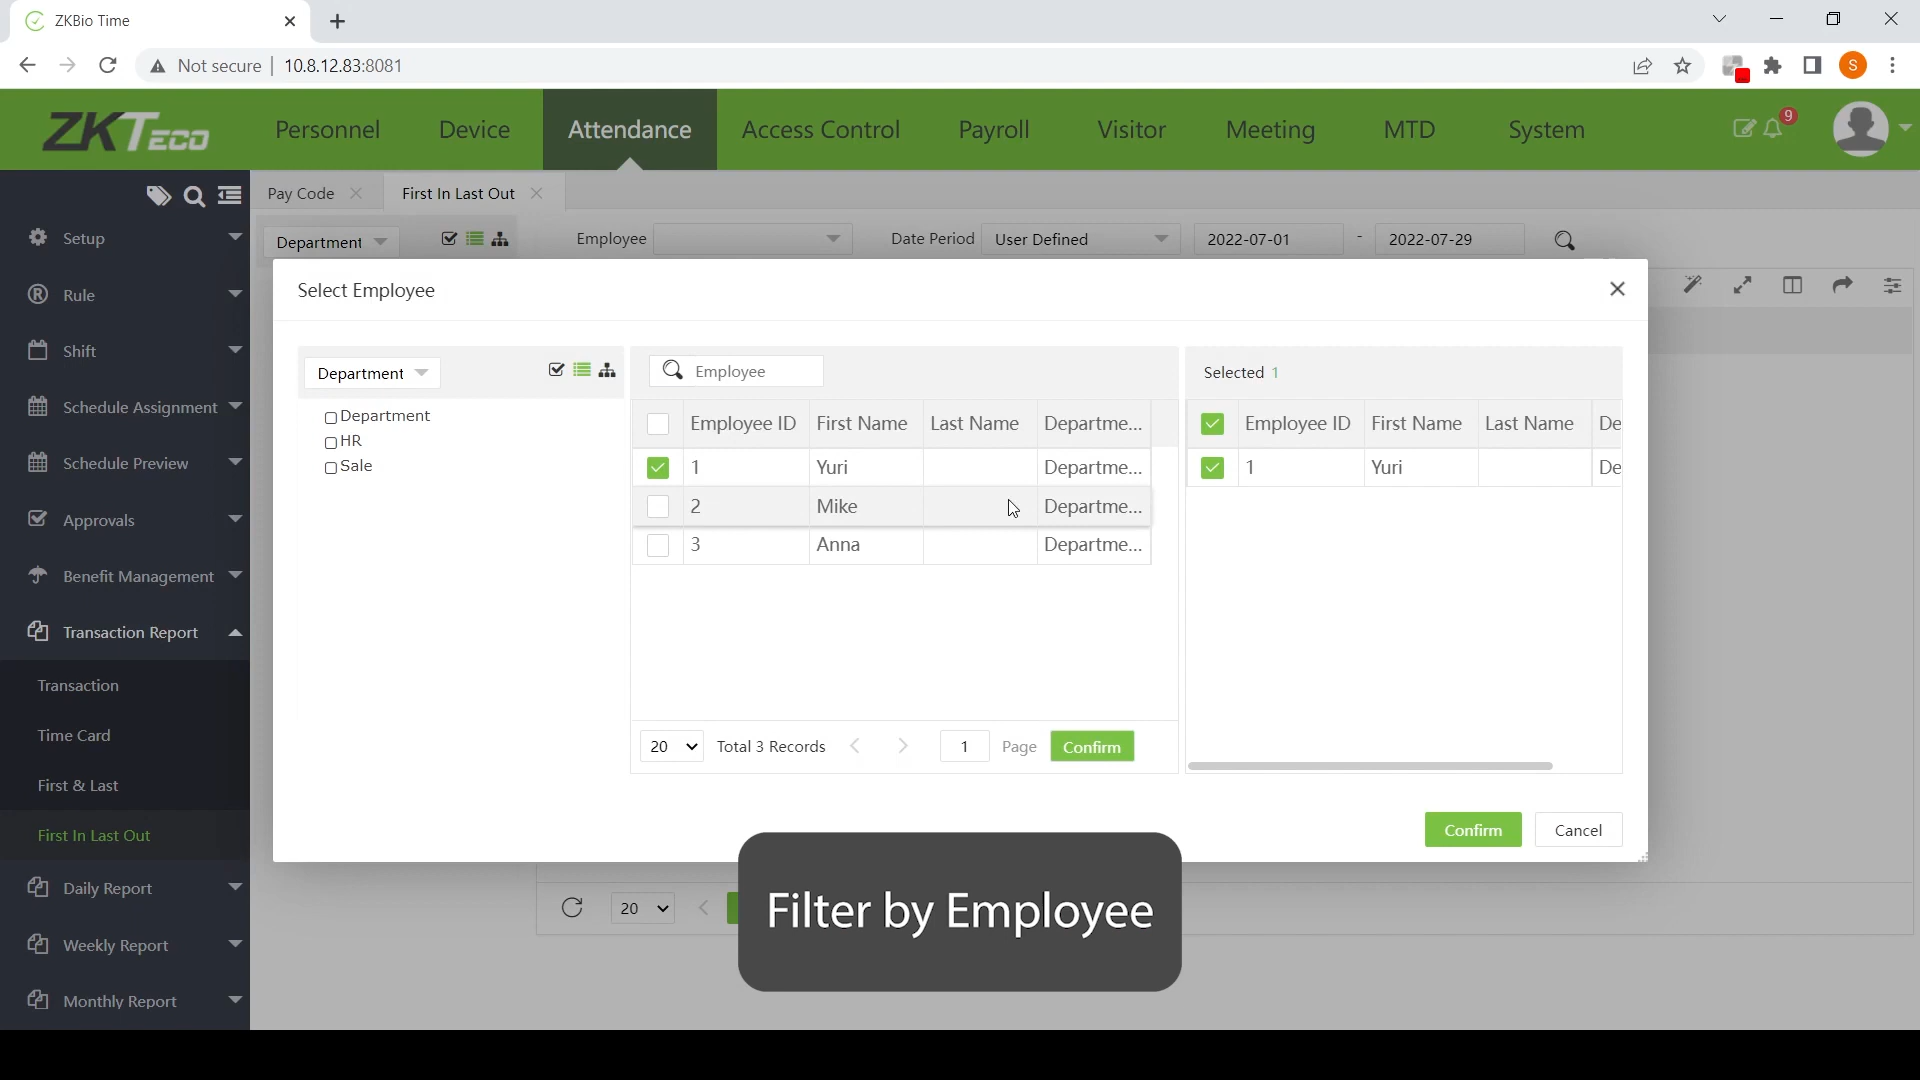 ZKBio Time
Not secure
10.8.12.83:8081
S
ZKTECO
Personnel
Device
Attendance
Access Control
Payroll
Visitor
Meeting
MTD
System
9
Pay Code
First In Last Out
Department
Employee
Date Period
User Defined
2022-07-01
-
2022-07-29
Setup
Rule
Shift
Schedule Assignment
Schedule Preview
Approvals
Benefit Management
Transaction Report
Transaction
Time Card
First & Last
First In Last Out
Daily Report
Weekly Report
Monthly Report
Select Employee
Department
Department
HR
Sale
Employee
Employee ID First Name Last Name Departme...
1 Yuri Departme...
2 Mike Departme...
3 Anna Departme...
20 Total 3 Records 1 Page Confirm
Selected 1
Employee ID First Name Last Name De
1 Yuri De
Confirm Cancel
20
Filter by Employee